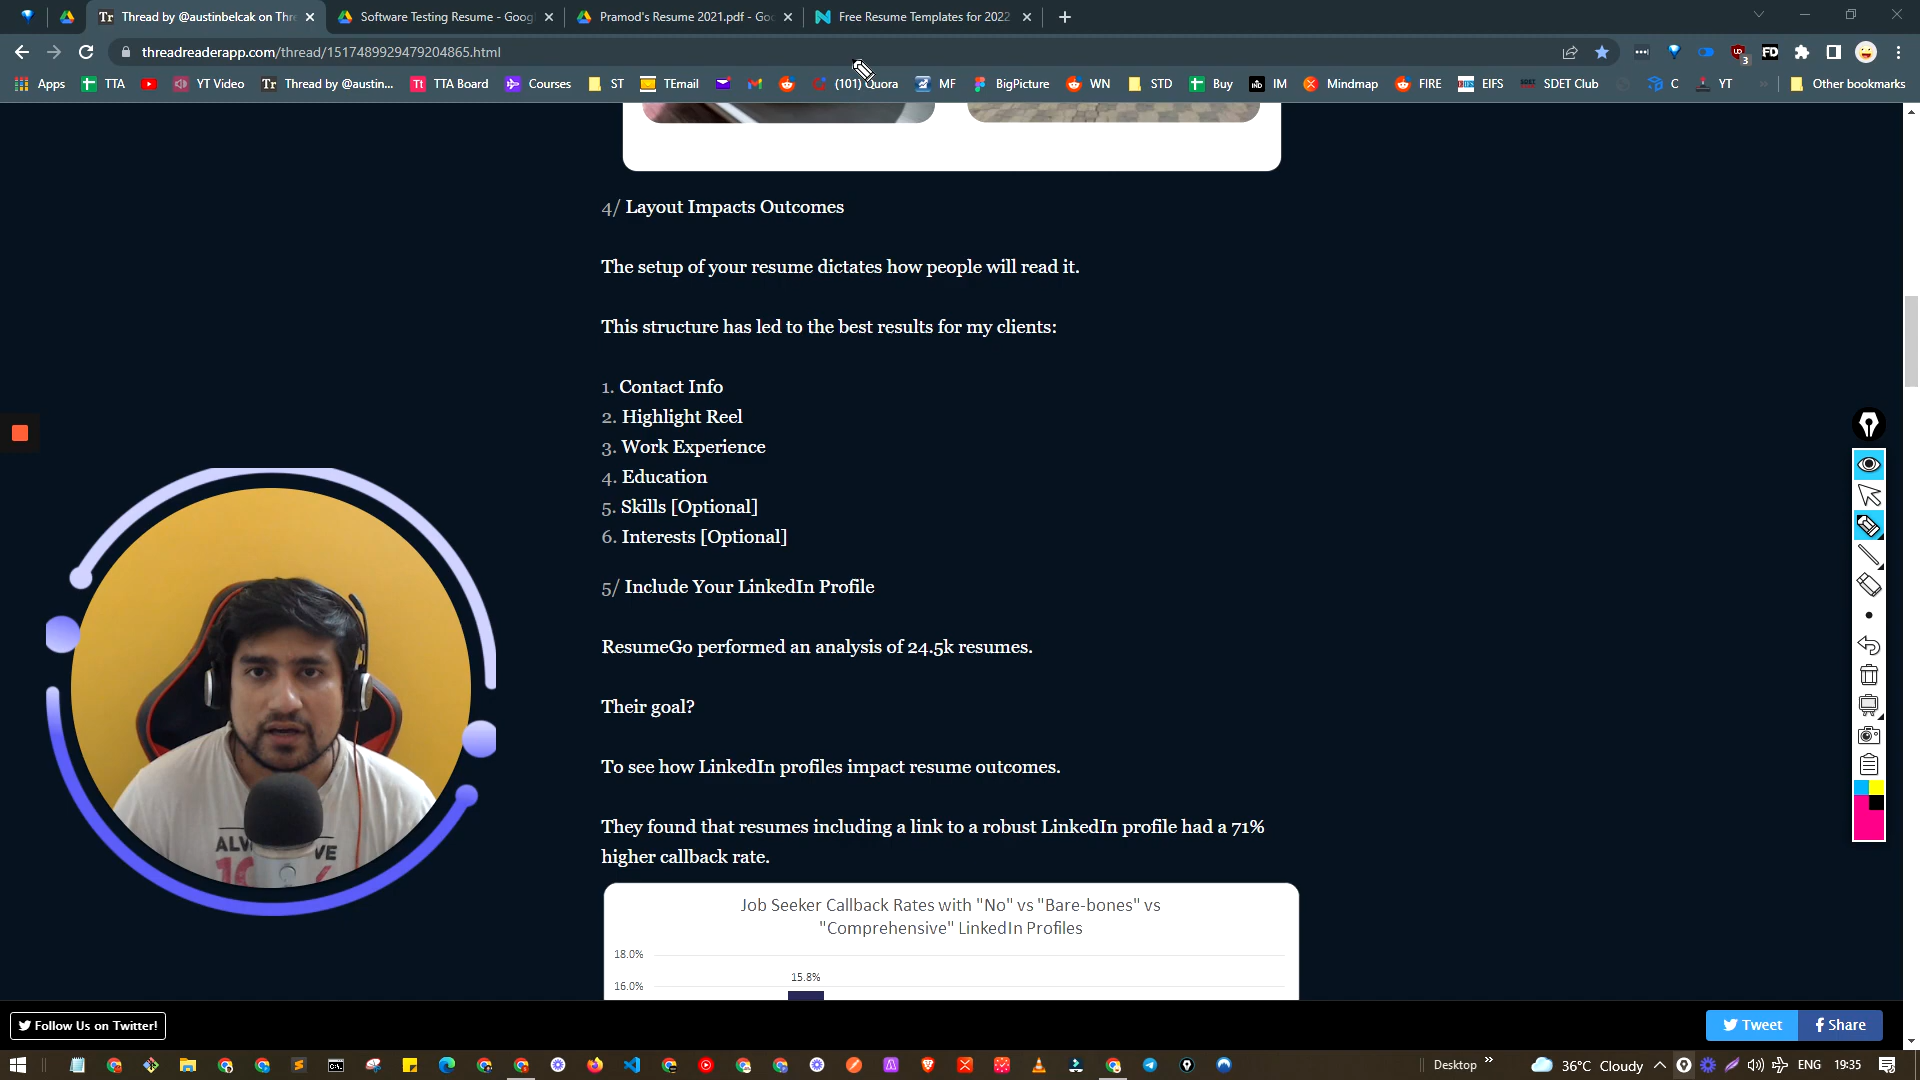 Thread by @austinbelcak on Thr
Software Testing Resume - Goog
Pramod's Resume 2021.pdf - Go
Free Resume Templates for 2022
threadreaderapp.com/thread/1517489929479204865.html
Apps
TTA
YT Video
Thread by @austin...
TTA Board
Courses
ST
TEmail
(101) Quora
MF
BigPicture
WN
STD
Buy
IM
Mindmap
FIRE
EIFS
SDET Club
C
YT
Other bookmarks
4/ Layout Impacts Outcomes
The setup of your resume dictates how people will read it.
This structure has led to the best results for my clients:
1. Contact Info
2. Highlight Reel
3. Work Experience
4. Education
5. Skills [Optional]
6. Interests [Optional]
5/ Include Your LinkedIn Profile
ResumeGo performed an analysis of 24.5k resumes.
Their goal?
To see how LinkedIn profiles impact resume outcomes.
They found that resumes including a link to a robust LinkedIn profile had a 71%
higher callback rate.
Job Seeker Callback Rates with "No" vs "Bare-bones" vs
"Comprehensive" LinkedIn Profiles
18.0%
15.8%
16.0%
Follow Us on Twitter!
Tweet
Share
Desktop
36°C Cloudy
ENG
19:35